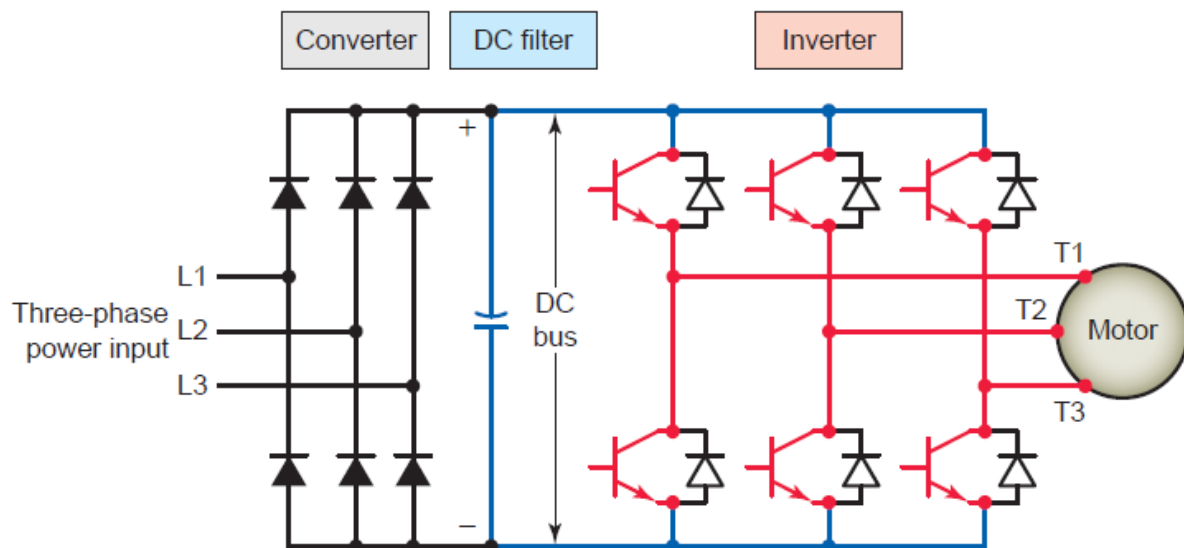 Converter
DC filter
Inverter
+
L1
Three-phase
power input
L2
L3
DC
bus
T1
T2
Motor
T3
−